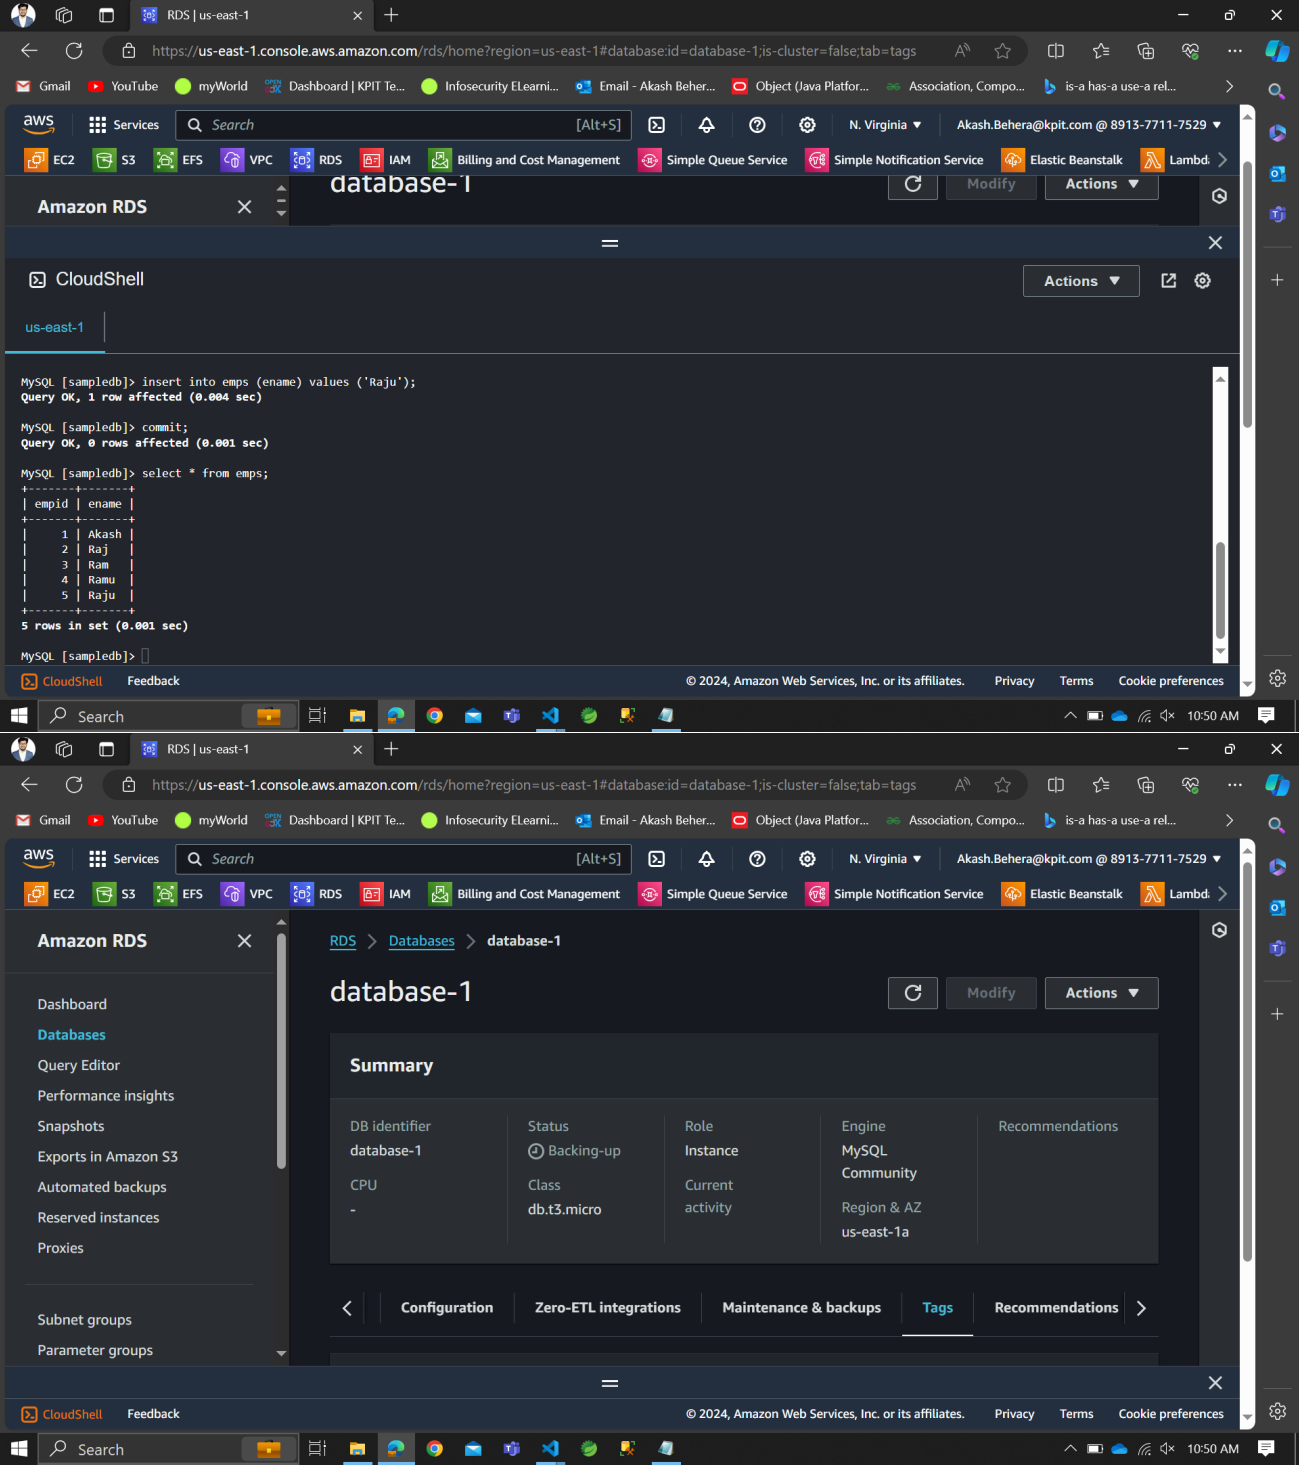 RDS | us-east-1
https://us-east-1.console.aws.amazon.com/rds/home?region=us-east-1#database:id=database-1;is-cluster=false;tab=tags
Gmail YouTube myWorld Dashboard | KPIT Te... Infosecurity ELearni... Email - Akash Beher... Object (Java Platfor... Association, Compo... is-a has-a use-a rel...
aws Services Search [Alt+S] N. Virginia Akash.Behera@kpit.com @ 8913-7711-7529
EC2 S3 EFS VPC RDS IAM Billing and Cost Management Simple Queue Service Simple Notification Service Elastic Beanstalk Lambd
database-1 Modify Actions
Amazon RDS
CloudShell Actions
us-east-1
MySQL [sampledb]> insert into emps (ename) values ('Raju');
Query OK, 1 row affected (0.004 sec)
MySQL [sampledb]> commit;
Query OK, 0 rows affected (0.001 sec)
MySQL [sampledb]> select * from emps;
+-------+-------+
| empid | ename |
+-------+-------+
|     1 | Akash |
|     2 | Raj   |
|     3 | Ram   |
|     4 | Ramu  |
|     5 | Raju  |
+-------+-------+
5 rows in set (0.001 sec)
MySQL [sampledb]>
CloudShell Feedback © 2024, Amazon Web Services, Inc. or its affiliates. Privacy Terms Cookie preferences
Search 10:50 AM
RDS | us-east-1
https://us-east-1.console.aws.amazon.com/rds/home?region=us-east-1#database:id=database-1;is-cluster=false;tab=tags
Gmail YouTube myWorld Dashboard | KPIT Te... Infosecurity ELearni... Email - Akash Beher... Object (Java Platfor... Association, Compo... is-a has-a use-a rel...
aws Services Search [Alt+S] N. Virginia Akash.Behera@kpit.com @ 8913-7711-7529
EC2 S3 EFS VPC RDS IAM Billing and Cost Management Simple Queue Service Simple Notification Service Elastic Beanstalk Lambd
Amazon RDS
Dashboard
Databases
Query Editor
Performance insights
Snapshots
Exports in Amazon S3
Automated backups
Reserved instances
Proxies
Subnet groups
Parameter groups
RDS > Databases > database-1
database-1 Modify Actions
Summary
DB identifier
database-1
CPU
-
Status
Backing-up
Class
db.t3.micro
Role
Instance
Current
activity
Engine
MySQL
Community
Region & AZ
us-east-1a
Recommendations
Configuration Zero-ETL integrations Maintenance & backups Tags Recommendations
CloudShell Feedback © 2024, Amazon Web Services, Inc. or its affiliates. Privacy Terms Cookie preferences
Search 10:50 AM